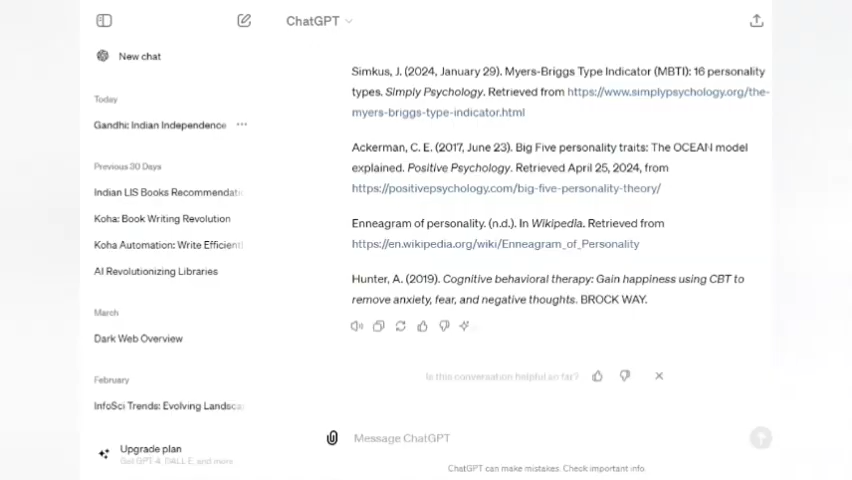 ChatGPT
New chat
Today
Gandhi: Indian Independence
Previous 30 Days
Indian LIS Books Recommendatio
Koha: Book Writing Revolution
Koha Automation: Write Efficientl
AI Revolutionizing Libraries
March
Dark Web Overview
February
InfoSci Trends: Evolving Landsca
Upgrade plan
Get GPT-4, DALL·E, and more
Simkus, J. (2024, January 29). Myers-Briggs Type Indicator (MBTI): 16 personality
types. Simply Psychology. Retrieved from https://www.simplypsychology.org/the-
myers-briggs-type-indicator.html
Ackerman, C. E. (2017, June 23). Big Five personality traits: The OCEAN model
explained. Positive Psychology. Retrieved April 25, 2024, from
https://positivepsychology.com/big-five-personality-theory/
Enneagram of personality. (n.d.). In Wikipedia. Retrieved from
https://en.wikipedia.org/wiki/Enneagram_of_Personality
Hunter, A. (2019). Cognitive behavioral therapy: Gain happiness using CBT to
remove anxiety, fear, and negative thoughts. BROCK WAY.
Is this conversation helpful so far?
Message ChatGPT
ChatGPT can make mistakes. Check important info.